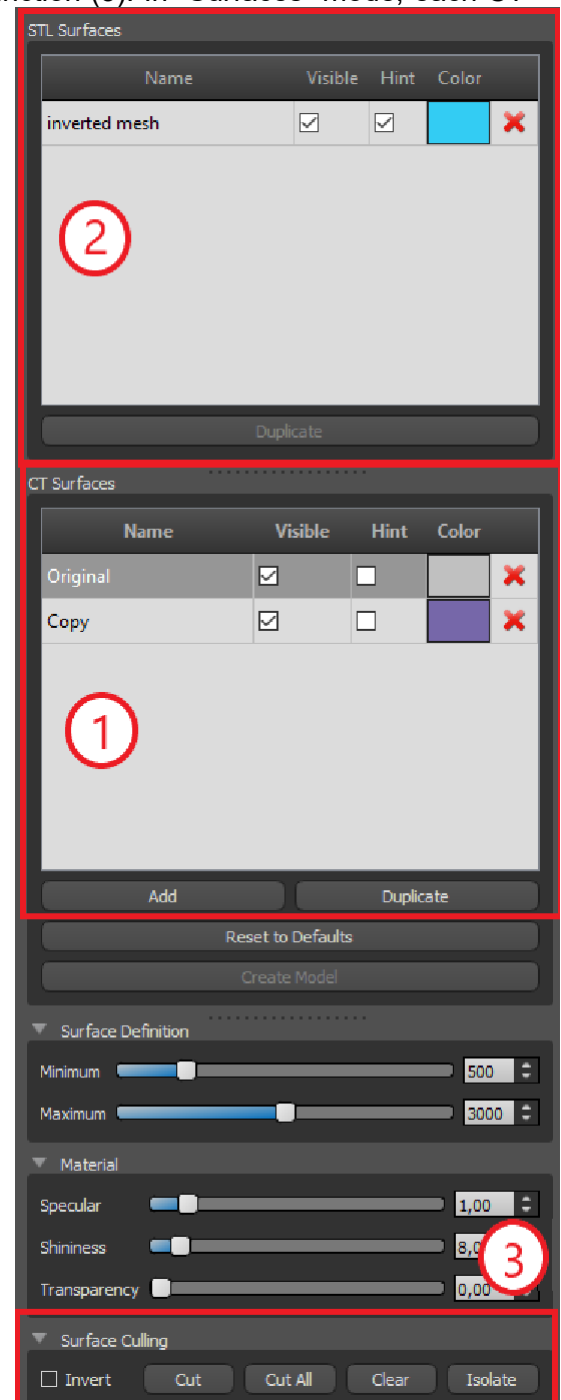 STL Surfaces
Name Visible Hint Color
inverted mesh
2
Duplicate
CT Surfaces
Name Visible Hint Color
Original
Copy
1
Add Duplicate
Reset to Defaults
Create Model
Surface Definition
Minimum 500
Maximum 3000
Material
Specular 1,00
Shininess 8,0
3
Transparency 0,00
Surface Culling
Invert Cut Cut All Clear Isolate